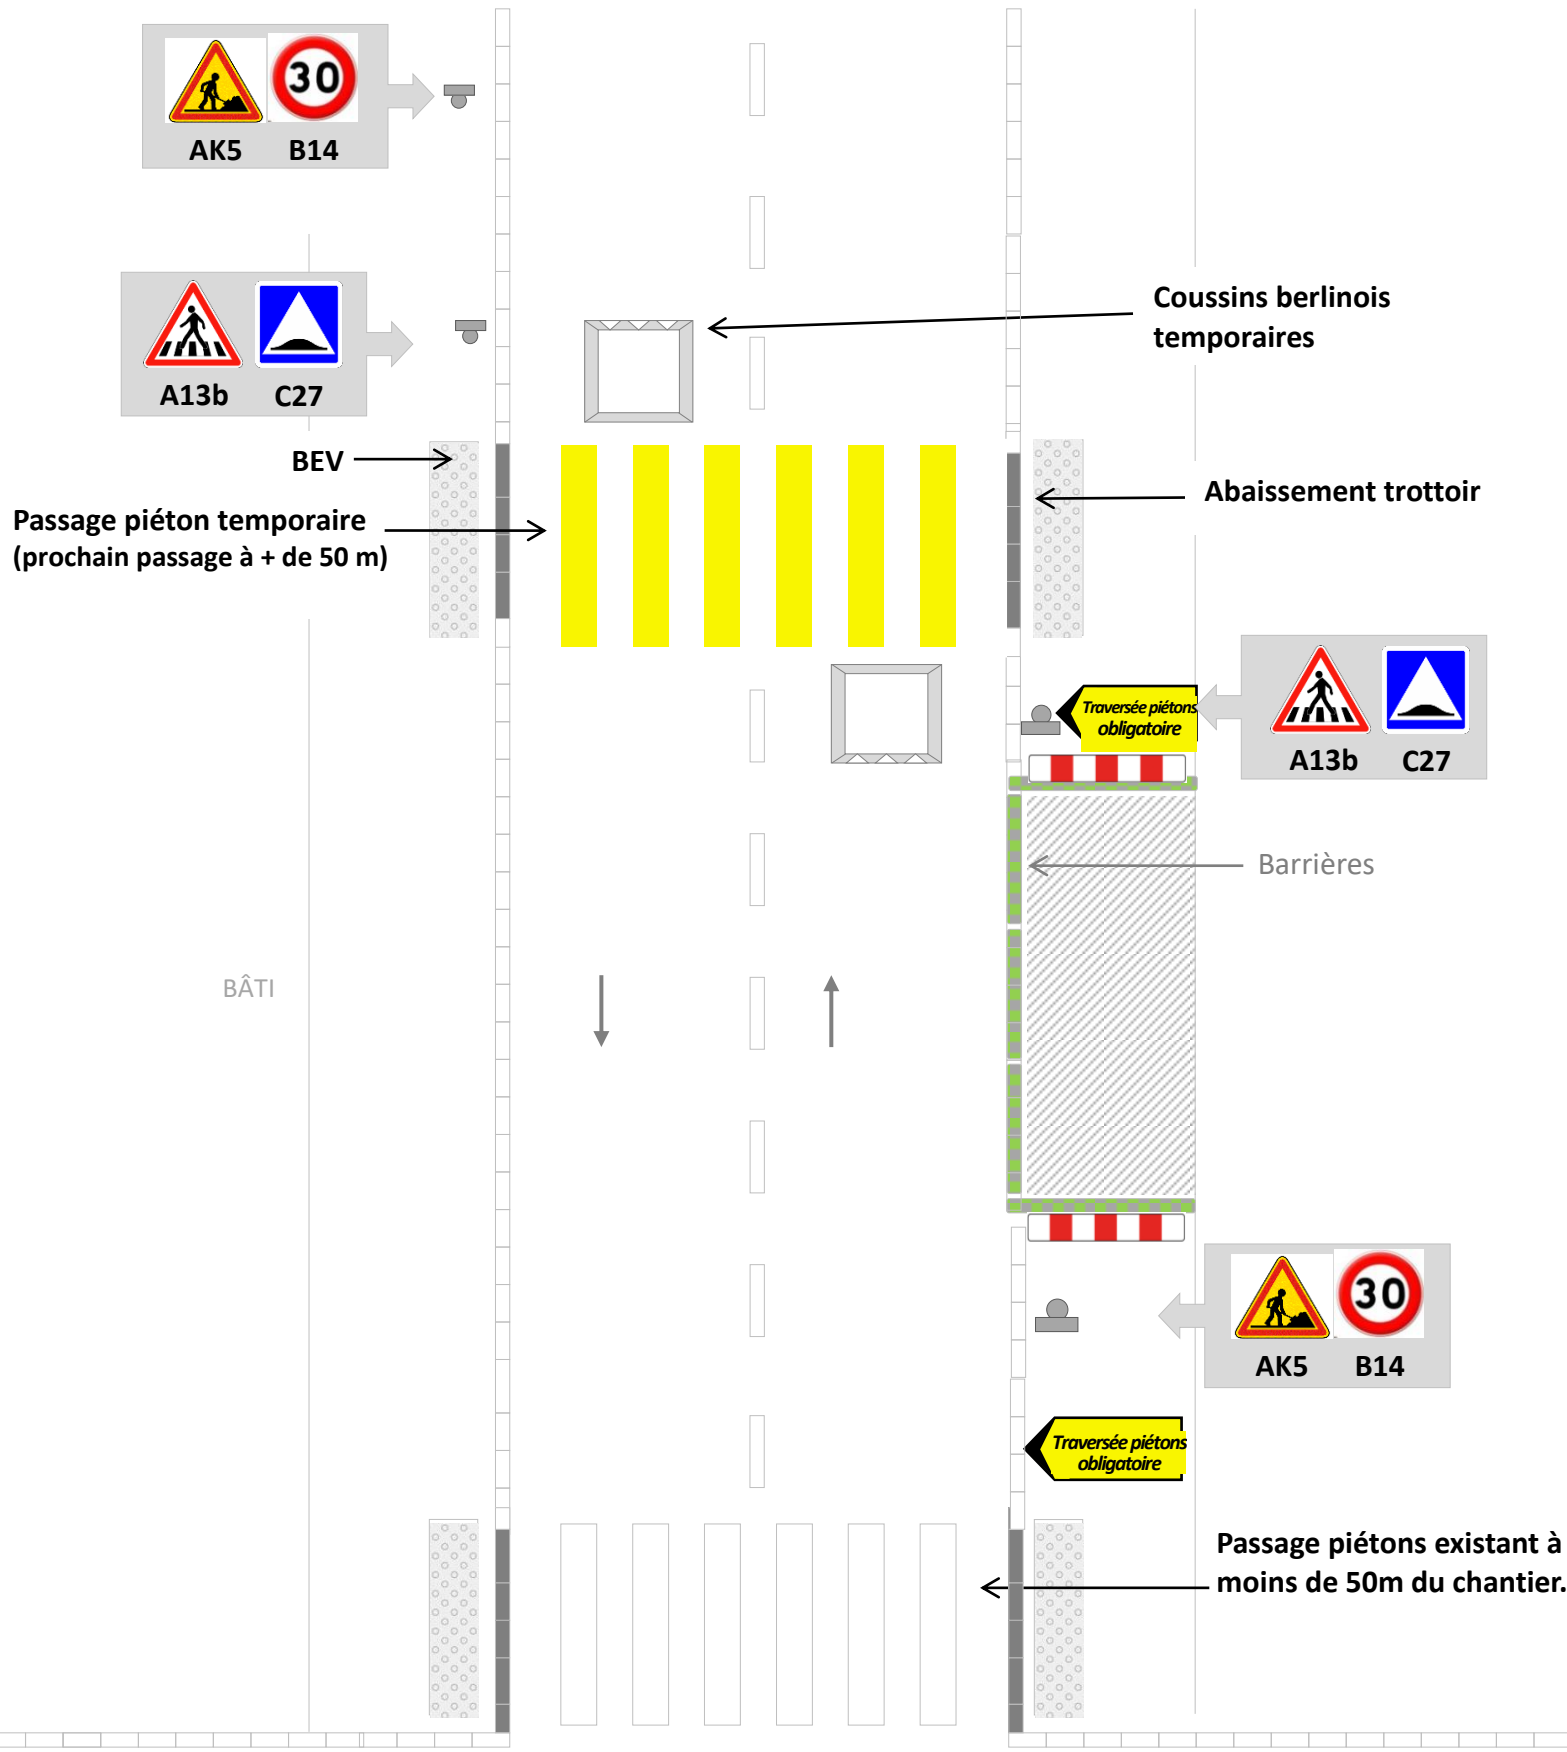 30
AK5 B14
Coussins berlinois
temporaires
A13b C27
BEV
Abaissement trottoir
Passage piéton temporaire
(prochain passage à + de 50 m)
Traversée piétons
obligatoire
A13b C27
Barrières
BÂTI
30
AK5 B14
Traversée piétons
obligatoire
Passage piétons existant à
moins de 50m du chantier.